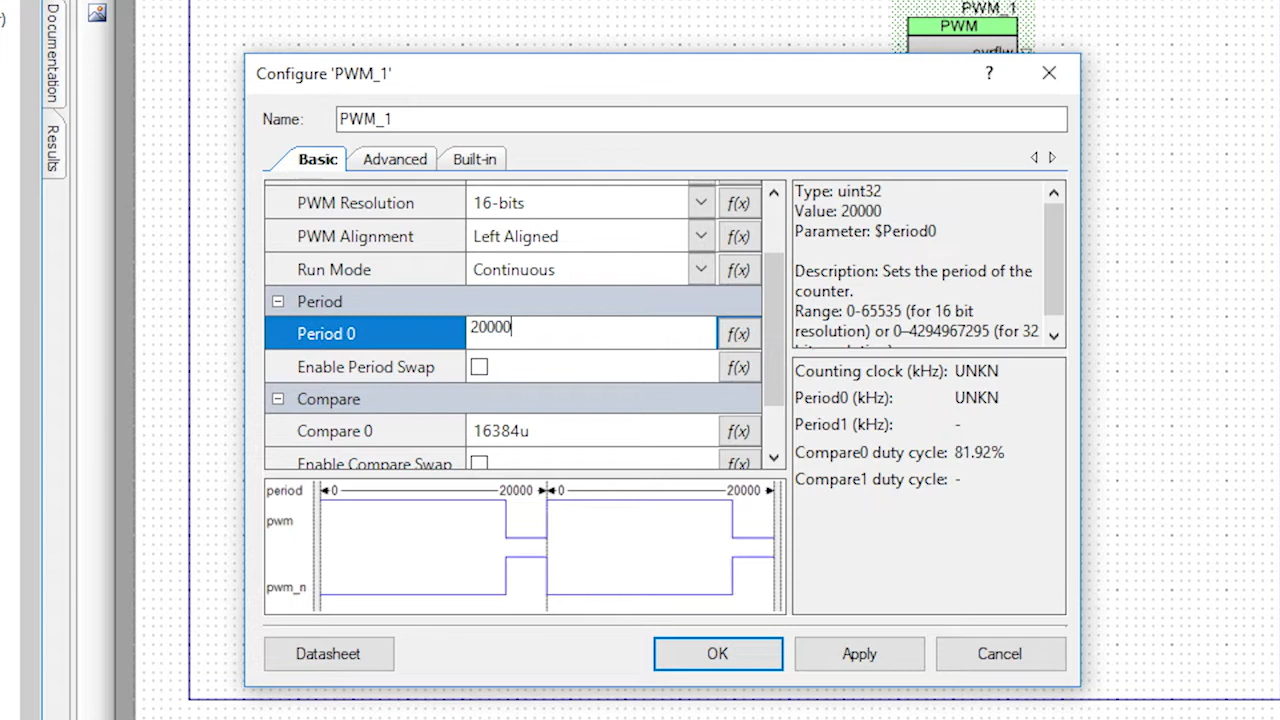 )
Documentation
Results
PWM_1
PWM
ovrflw
Configure 'PWM_1'
?
Name: PWM_1
Basic Advanced Built-in
PWM Resolution 16-bits f(x)
PWM Alignment Left Aligned f(x)
Run Mode Continuous f(x)
Period
Period 0 20000 f(x)
Enable Period Swap f(x)
Compare
Compare 0 16384u f(x)
Enable Compare Swap f(x)
Type: uint32
Value: 20000
Parameter: $Period0
Description: Sets the period of the
counter.
Range: 0-65535 (for 16 bit
resolution) or 0–4294967295 (for 32
Counting clock (kHz): UNKN
Period0 (kHz): UNKN
Period1 (kHz): -
Compare0 duty cycle: 81.92%
Compare1 duty cycle: -
period 0 20000 0 20000
pwm
pwm_n
Datasheet OK Apply Cancel